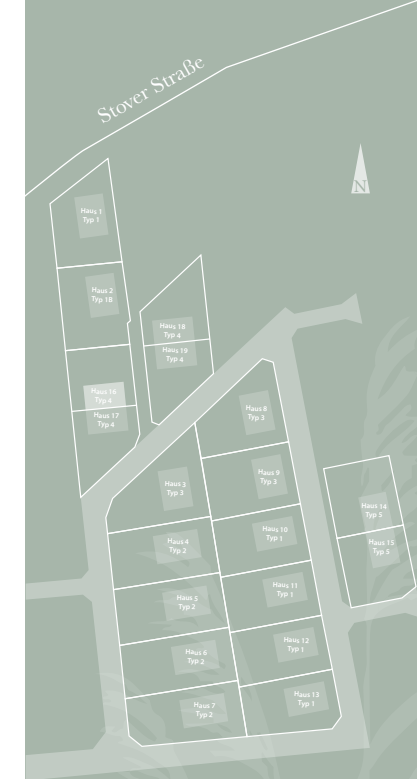 Stover Straße
N
Haus 1
Typ 1
Haus 2
Typ 1B
Haus 18
Typ 4
Haus 19
Typ 4
Haus 16
Typ 4
Haus 17
Typ 4
Haus 8
Typ 3
Haus 3
Typ 3
Haus 9
Typ 3
Haus 14
Typ 5
Haus 4
Typ 2
Haus 10
Typ 1
Haus 15
Typ 5
Haus 5
Typ 2
Haus 11
Typ 1
Haus 6
Typ 2
Haus 12
Typ 1
Haus 7
Typ 2
Haus 13
Typ 1